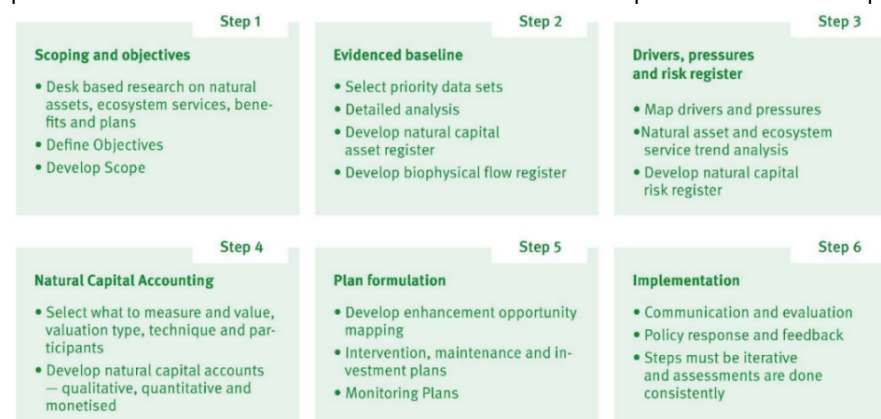 Step 1
Scoping and objectives
• Desk based research on natural
assets, ecosystem services, bene-
fits and plans
• Define Objectives
• Develop Scope
Step 2
Evidenced baseline
• Select priority data sets
• Detailed analysis
• Develop natural capital
asset register
• Develop biophysical flow register
Step 3
Drivers, pressures
and risk register
• Map drivers and pressures
•Natural asset and ecosystem
service trend analysis
• Develop natural capital
risk register
Step 4
Natural Capital Accounting
• Select what to measure and value,
valuation type, technique and par-
ticipants
• Develop natural capital accounts
— qualitative, quantitative and
monetised
Step 5
Plan formulation
• Develop enhancement opportunity
mapping
• Intervention, maintenance and in-
vestment plans
• Monitoring Plans
Step 6
Implementation
• Communication and evaluation
• Policy response and feedback
• Steps must be iterative
and assessments are done
consistently